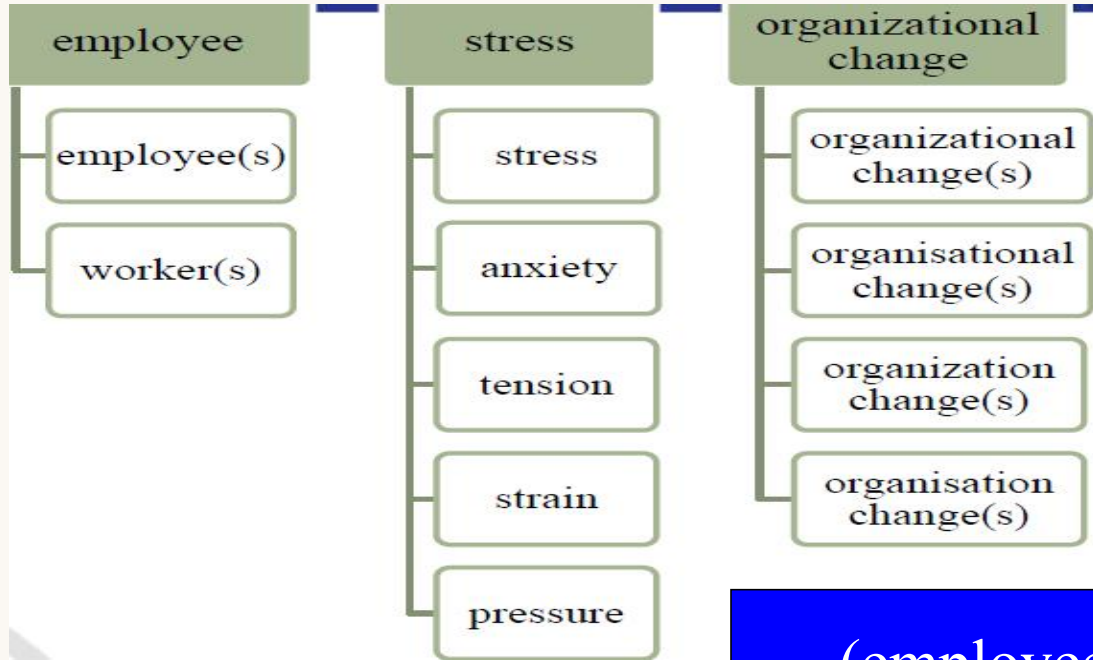 employee
employee(s)
worker(s)
stress
stress
anxiety
tension
strain
pressure
organizational
change
organizational
change(s)
organisational
change(s)
organization
change(s)
organisation
change(s)